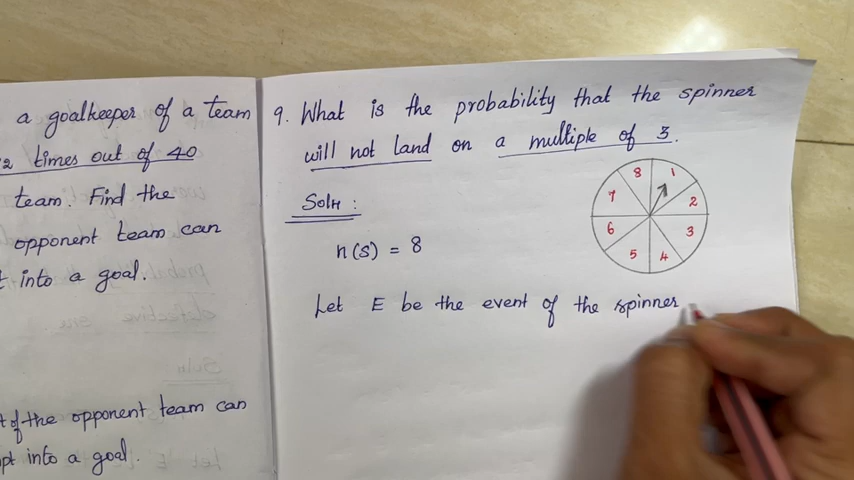 a goalkeeper of a team
2 times out of 40
team. Find the
opponent team can
t into a goal.
t of the opponent team can
pt into a goal.
9. What is the probability that the spinner
will not land on a multiple of 3.
Soln :
n(S) = 8
8 1
7 2
6 3
5 4
Let E be the event of the spinner